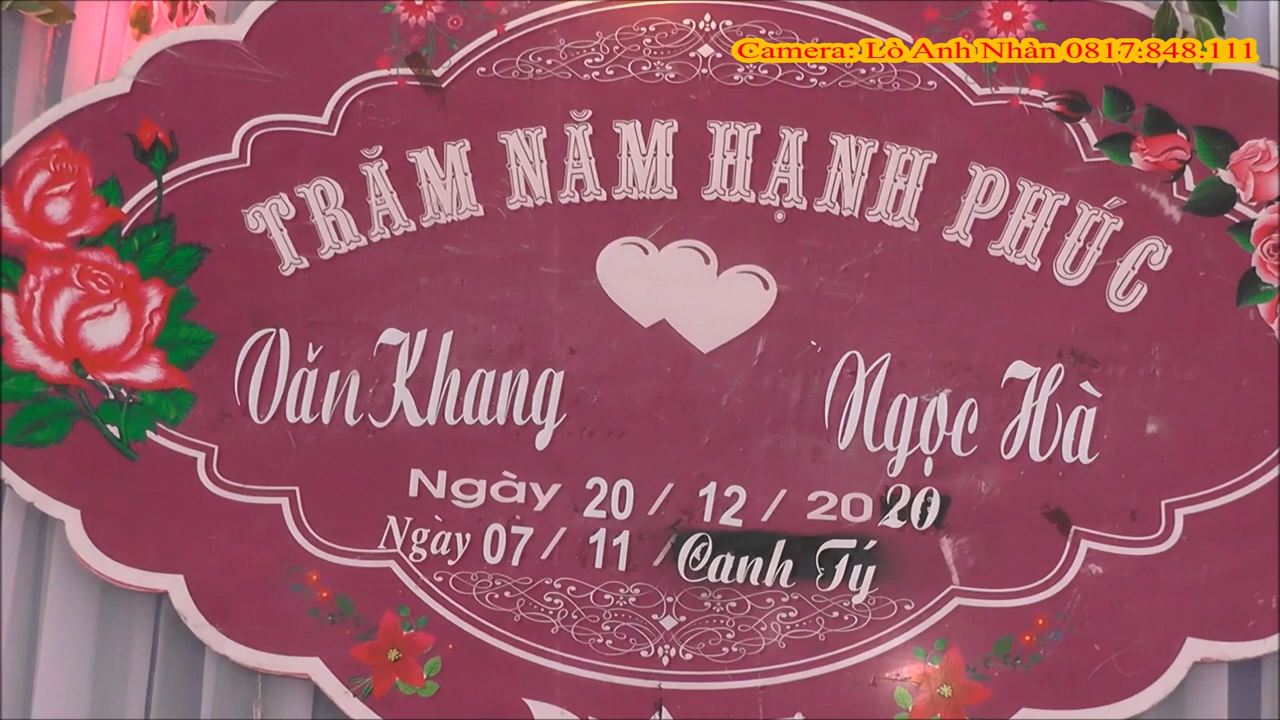 Camera: Lò Anh Nhàn 0817.848.111
TRĂM NĂM HẠNH PHÚC
Văn Khang
Ngọc Hà
Ngày 20 / 12 / 2020
Ngày 07 / 11 / Canh Tý